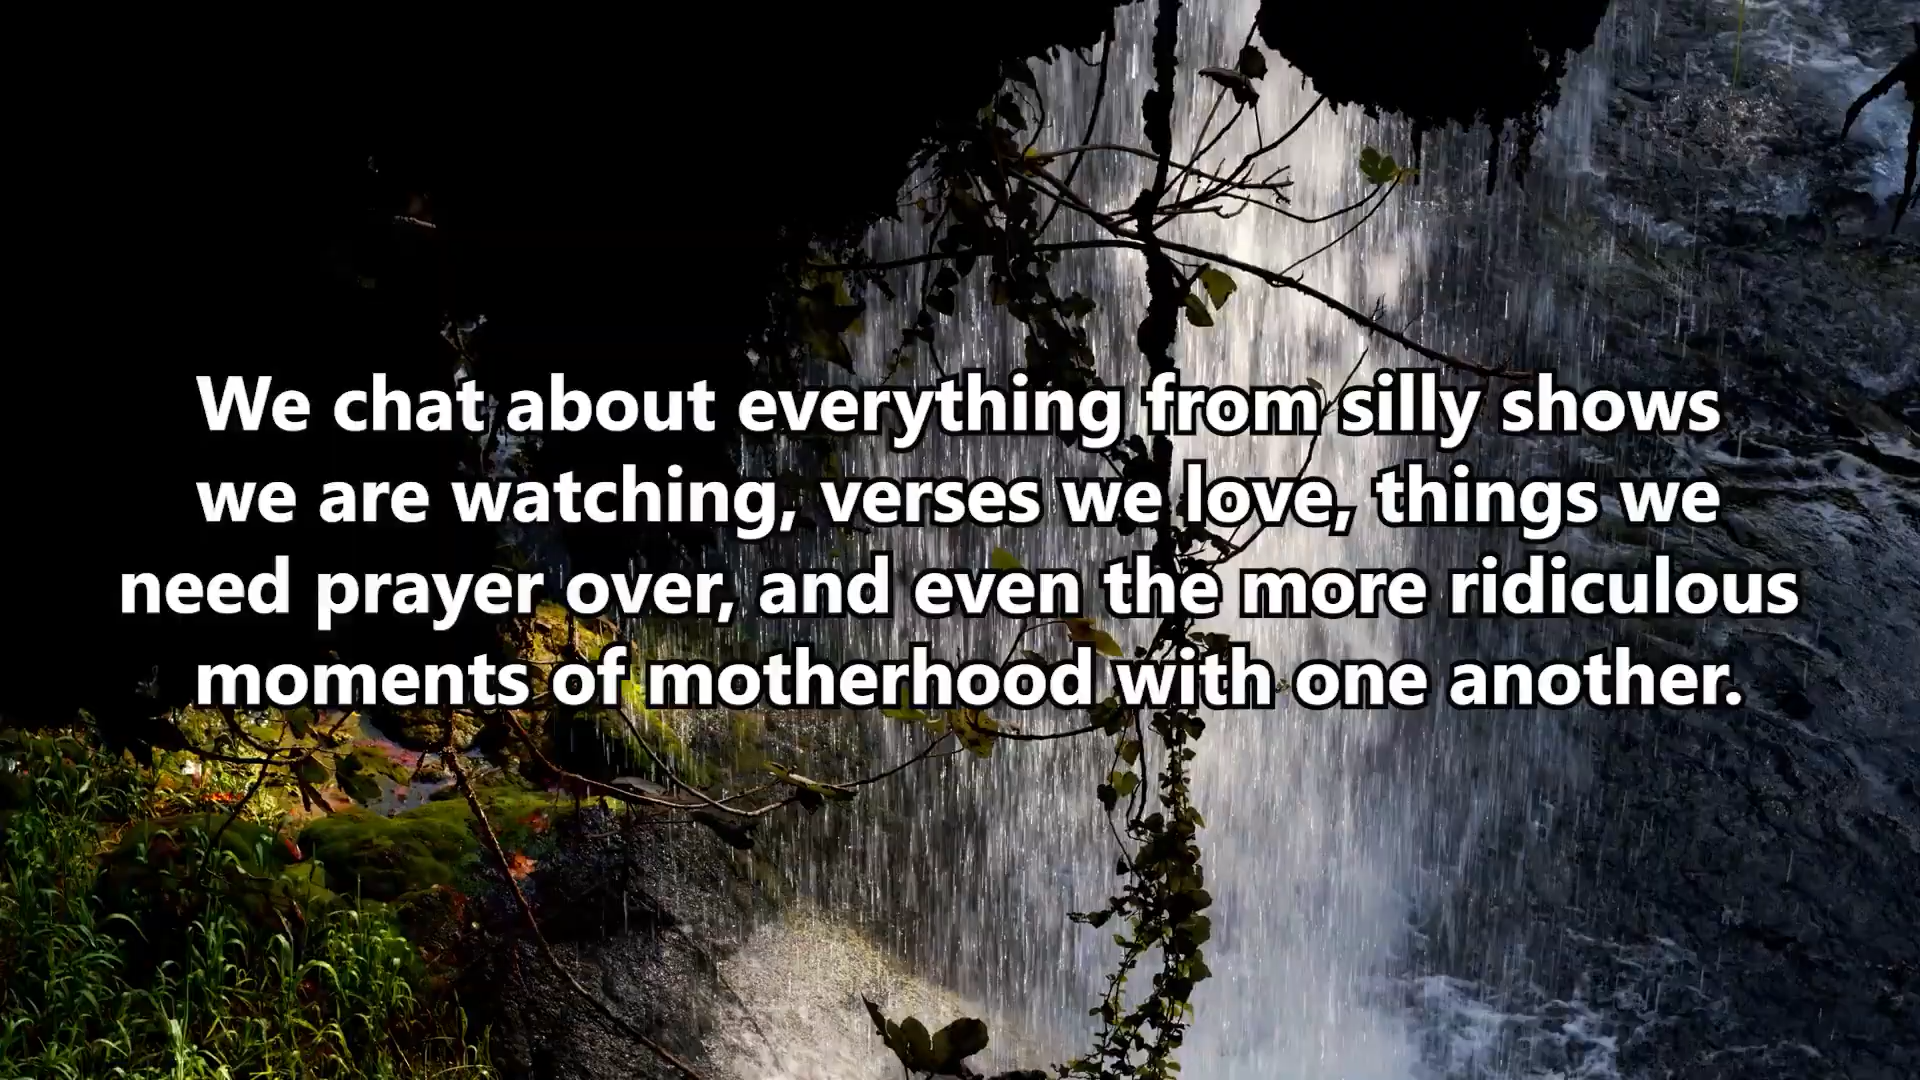 We chat about everything from silly shows
we are watching, verses we love, things we
need prayer over, and even the more ridiculous
moments of motherhood with one another.